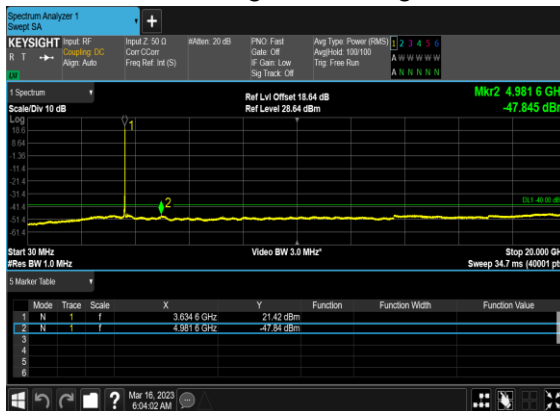 Spectrum Analyzer 1
Swept SA
KEYSIGHT Input: RF Input Z: 50 Ω #Atten: 20 dB PNO: Fast Avg Type: Power (RMS) 1 2 3 4 5 6
R T Coupling: DC Corr CCorr Gate: Off Avg|Hold: 100/100 A W W W W W
Align: Auto Freq Ref: Int (S) IF Gain: Low Trig: Free Run
Sig Track: Off A N N N N N
1 Spectrum Ref Lvl Offset 18.64 dB Mkr2 4.981 6 GH
Scale/Div 10 dB Ref Level 28.64 dBm -47.845 dB
Log
18.6 1
8.64
-1.36
-11.4
-21.4
-31.4 2 DL1 -40.00 dB
-41.4
-51.4
-61.4
Start 30 MHz Video BW 3.0 MHz* Stop 20.000 GH
#Res BW 1.0 MHz Sweep 34.7 ms (40001 pt
5 Marker Table
Mode Trace Scale X Y Function Function Width Function Value
1 N 1 f 3.634 6 GHz 21.42 dBm
2 N 1 f 4.981 6 GHz -47.84 dBm
3
4
5
6
? Mar 16, 2023
6:04:02 AM